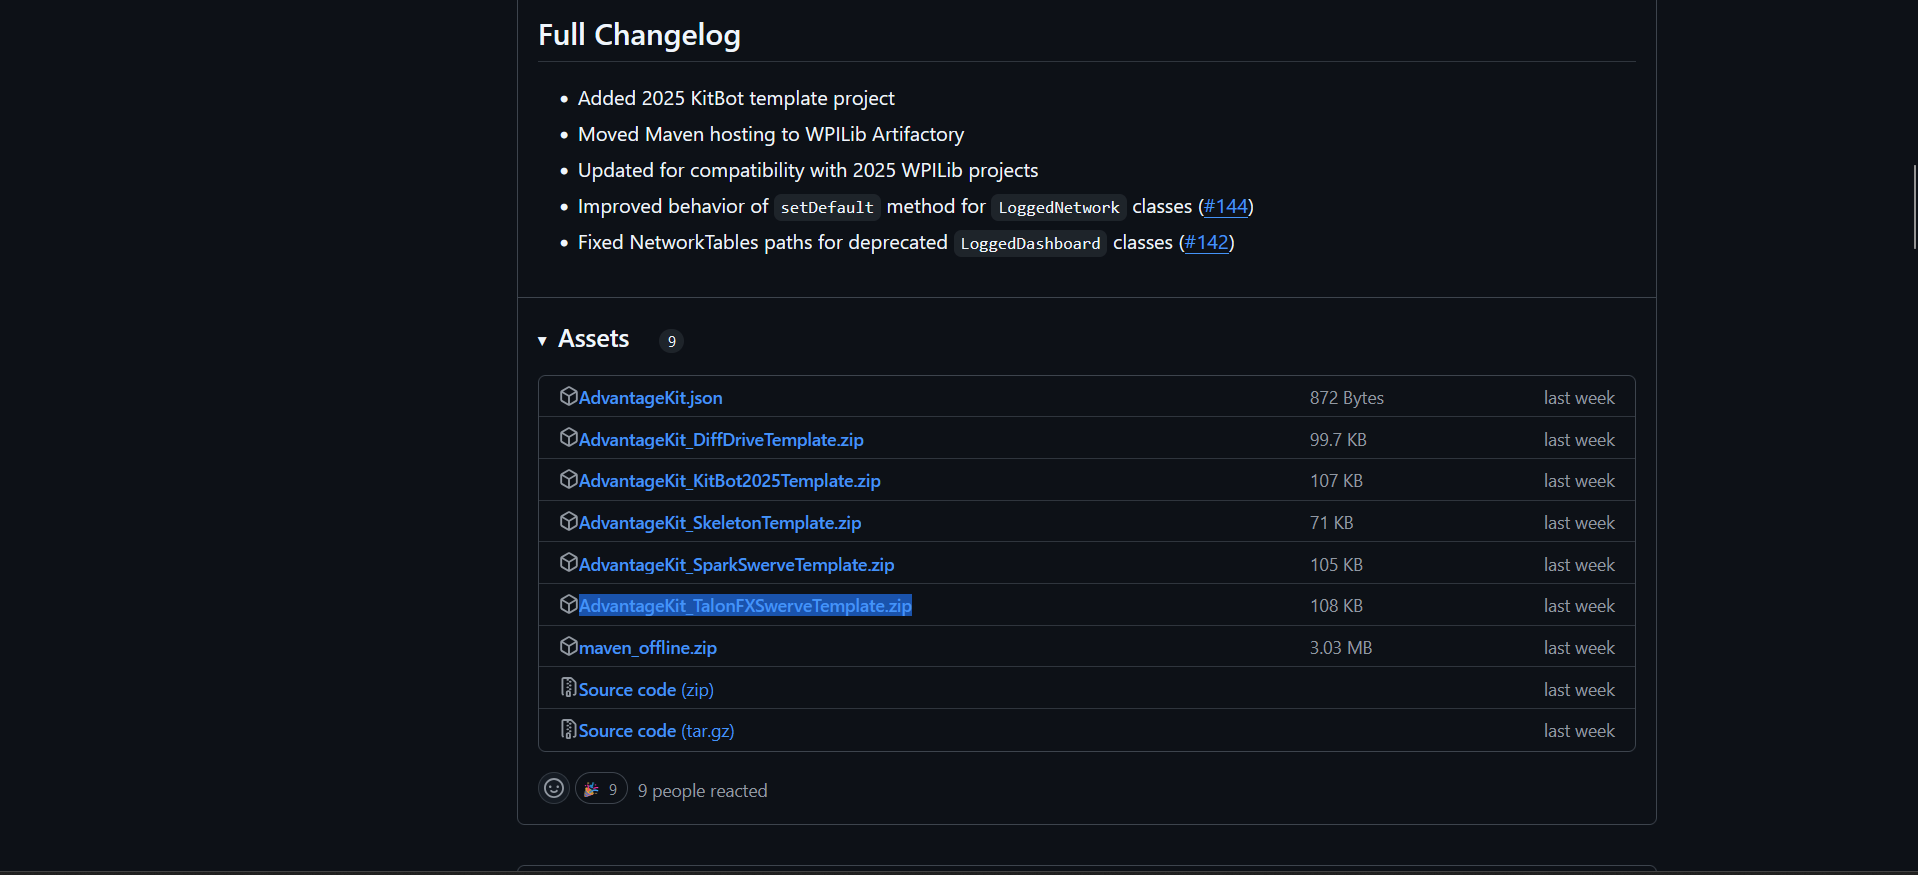 Full Changelog
Added 2025 KitBot template project
Moved Maven hosting to WPILib Artifactory
Updated for compatibility with 2025 WPILib projects
Improved behavior of setDefault method for LoggedNetwork classes (#144)
Fixed NetworkTables paths for deprecated LoggedDashboard classes (#142)
Assets 9
AdvantageKit.json 872 Bytes last week
AdvantageKit_DiffDriveTemplate.zip 99.7 KB last week
AdvantageKit_KitBot2025Template.zip 107 KB last week
AdvantageKit_SkeletonTemplate.zip 71 KB last week
AdvantageKit_SparkSwerveTemplate.zip 105 KB last week
AdvantageKit_TalonFXSwerveTemplate.zip 108 KB last week
maven_offline.zip 3.03 MB last week
Source code (zip) last week
Source code (tar.gz) last week
9 9 people reacted